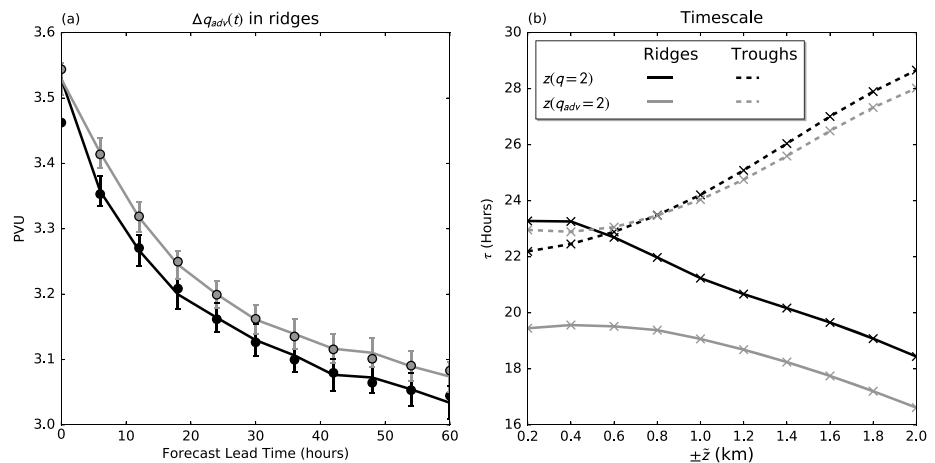 (a)
Δq_adv(t) in ridges
PVU
3.6
3.5
3.4
3.3
3.2
3.1
3.0
0 10 20 30 40 50 60
Forecast Lead Time (hours)
(b)
Timescale
Ridges Troughs
z(q=2)
z(q_adv=2)
τ (Hours)
30
28
26
24
22
20
18
16
0.2 0.4 0.6 0.8 1.0 1.2 1.4 1.6 1.8 2.0
±z̃ (km)